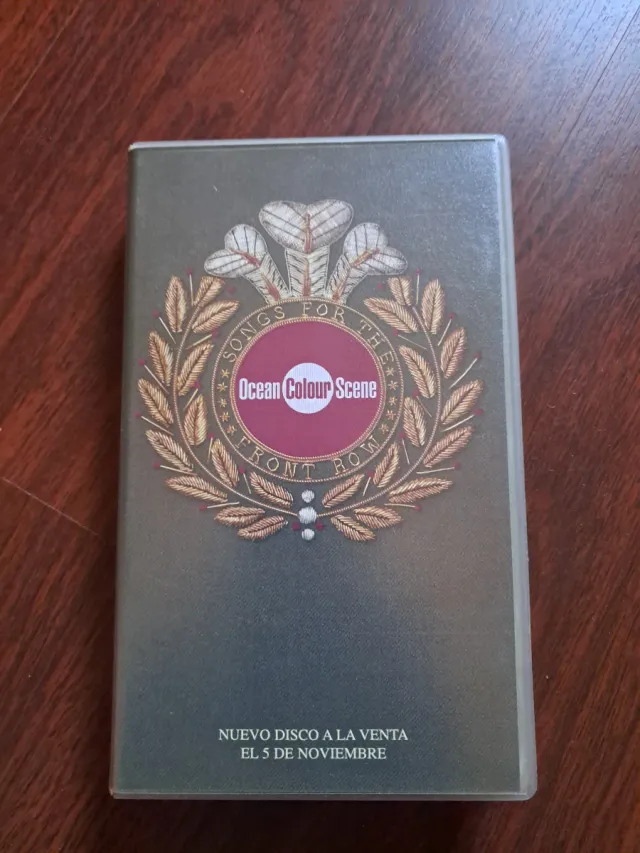 SONGS FOR THE
Ocean Colour Scene
FRONT ROW
NUEVO DISCO A LA VENTA
EL 5 DE NOVIEMBRE